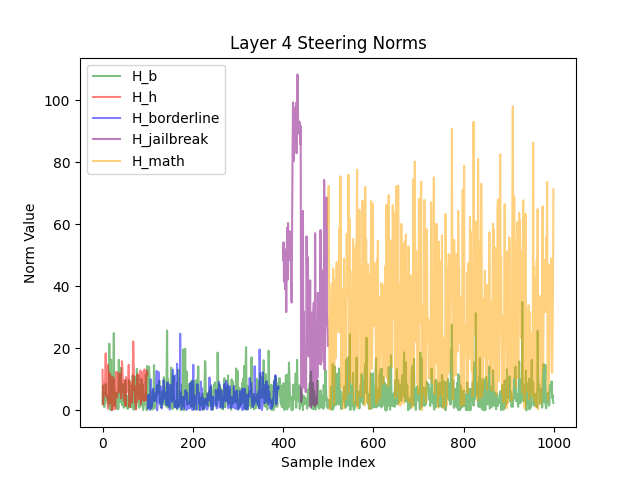 Layer 4 Steering Norms
H_b
H_h
H_borderline
H_jailbreak
H_math
Norm Value
100
80
60
40
20
0
0 200 400 600 800 1000
Sample Index